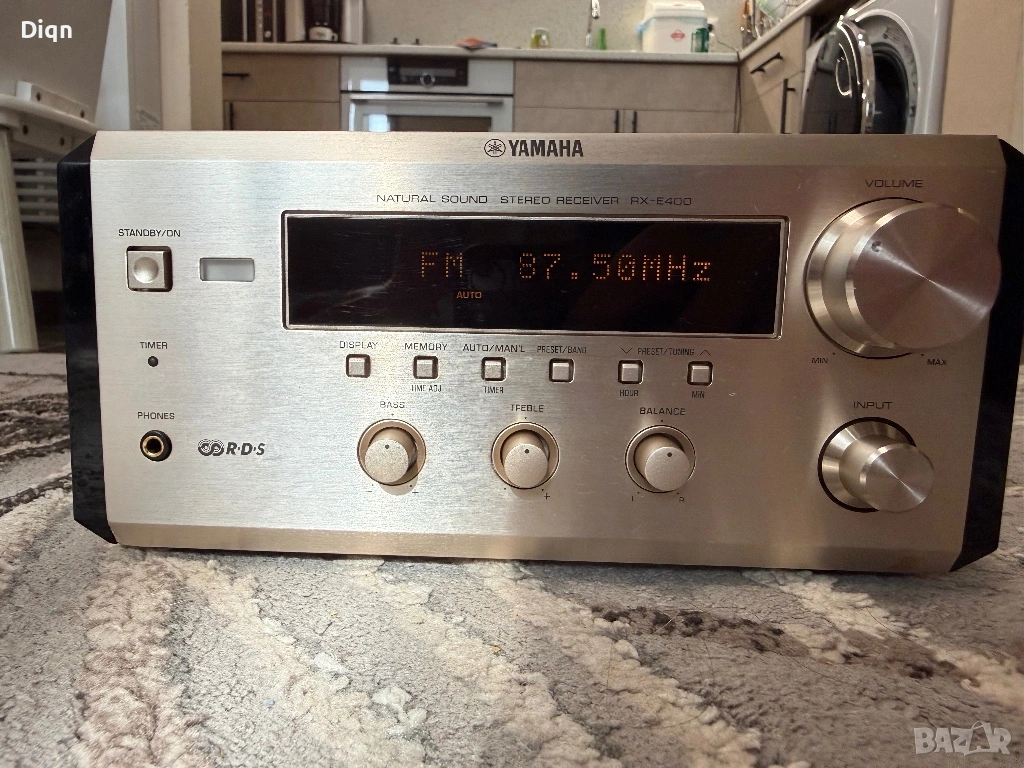 Diqn
YAMAHA
NATURAL SOUND STEREO RECEIVER RX-E400
VOLUME
STANDBY/ON
FM 87.50MHz
AUTO
TIMER
DISPLAY
MEMORY
AUTO/MAN'L
PRESET/BAND
PRESET/TUNING
MIN
MAX
TIME ADJ
TIMER
HOUR
MIN
PHONES
BASS
TREBLE
BALANCE
INPUT
R·D·S
- +
- +
L R
BAZAR